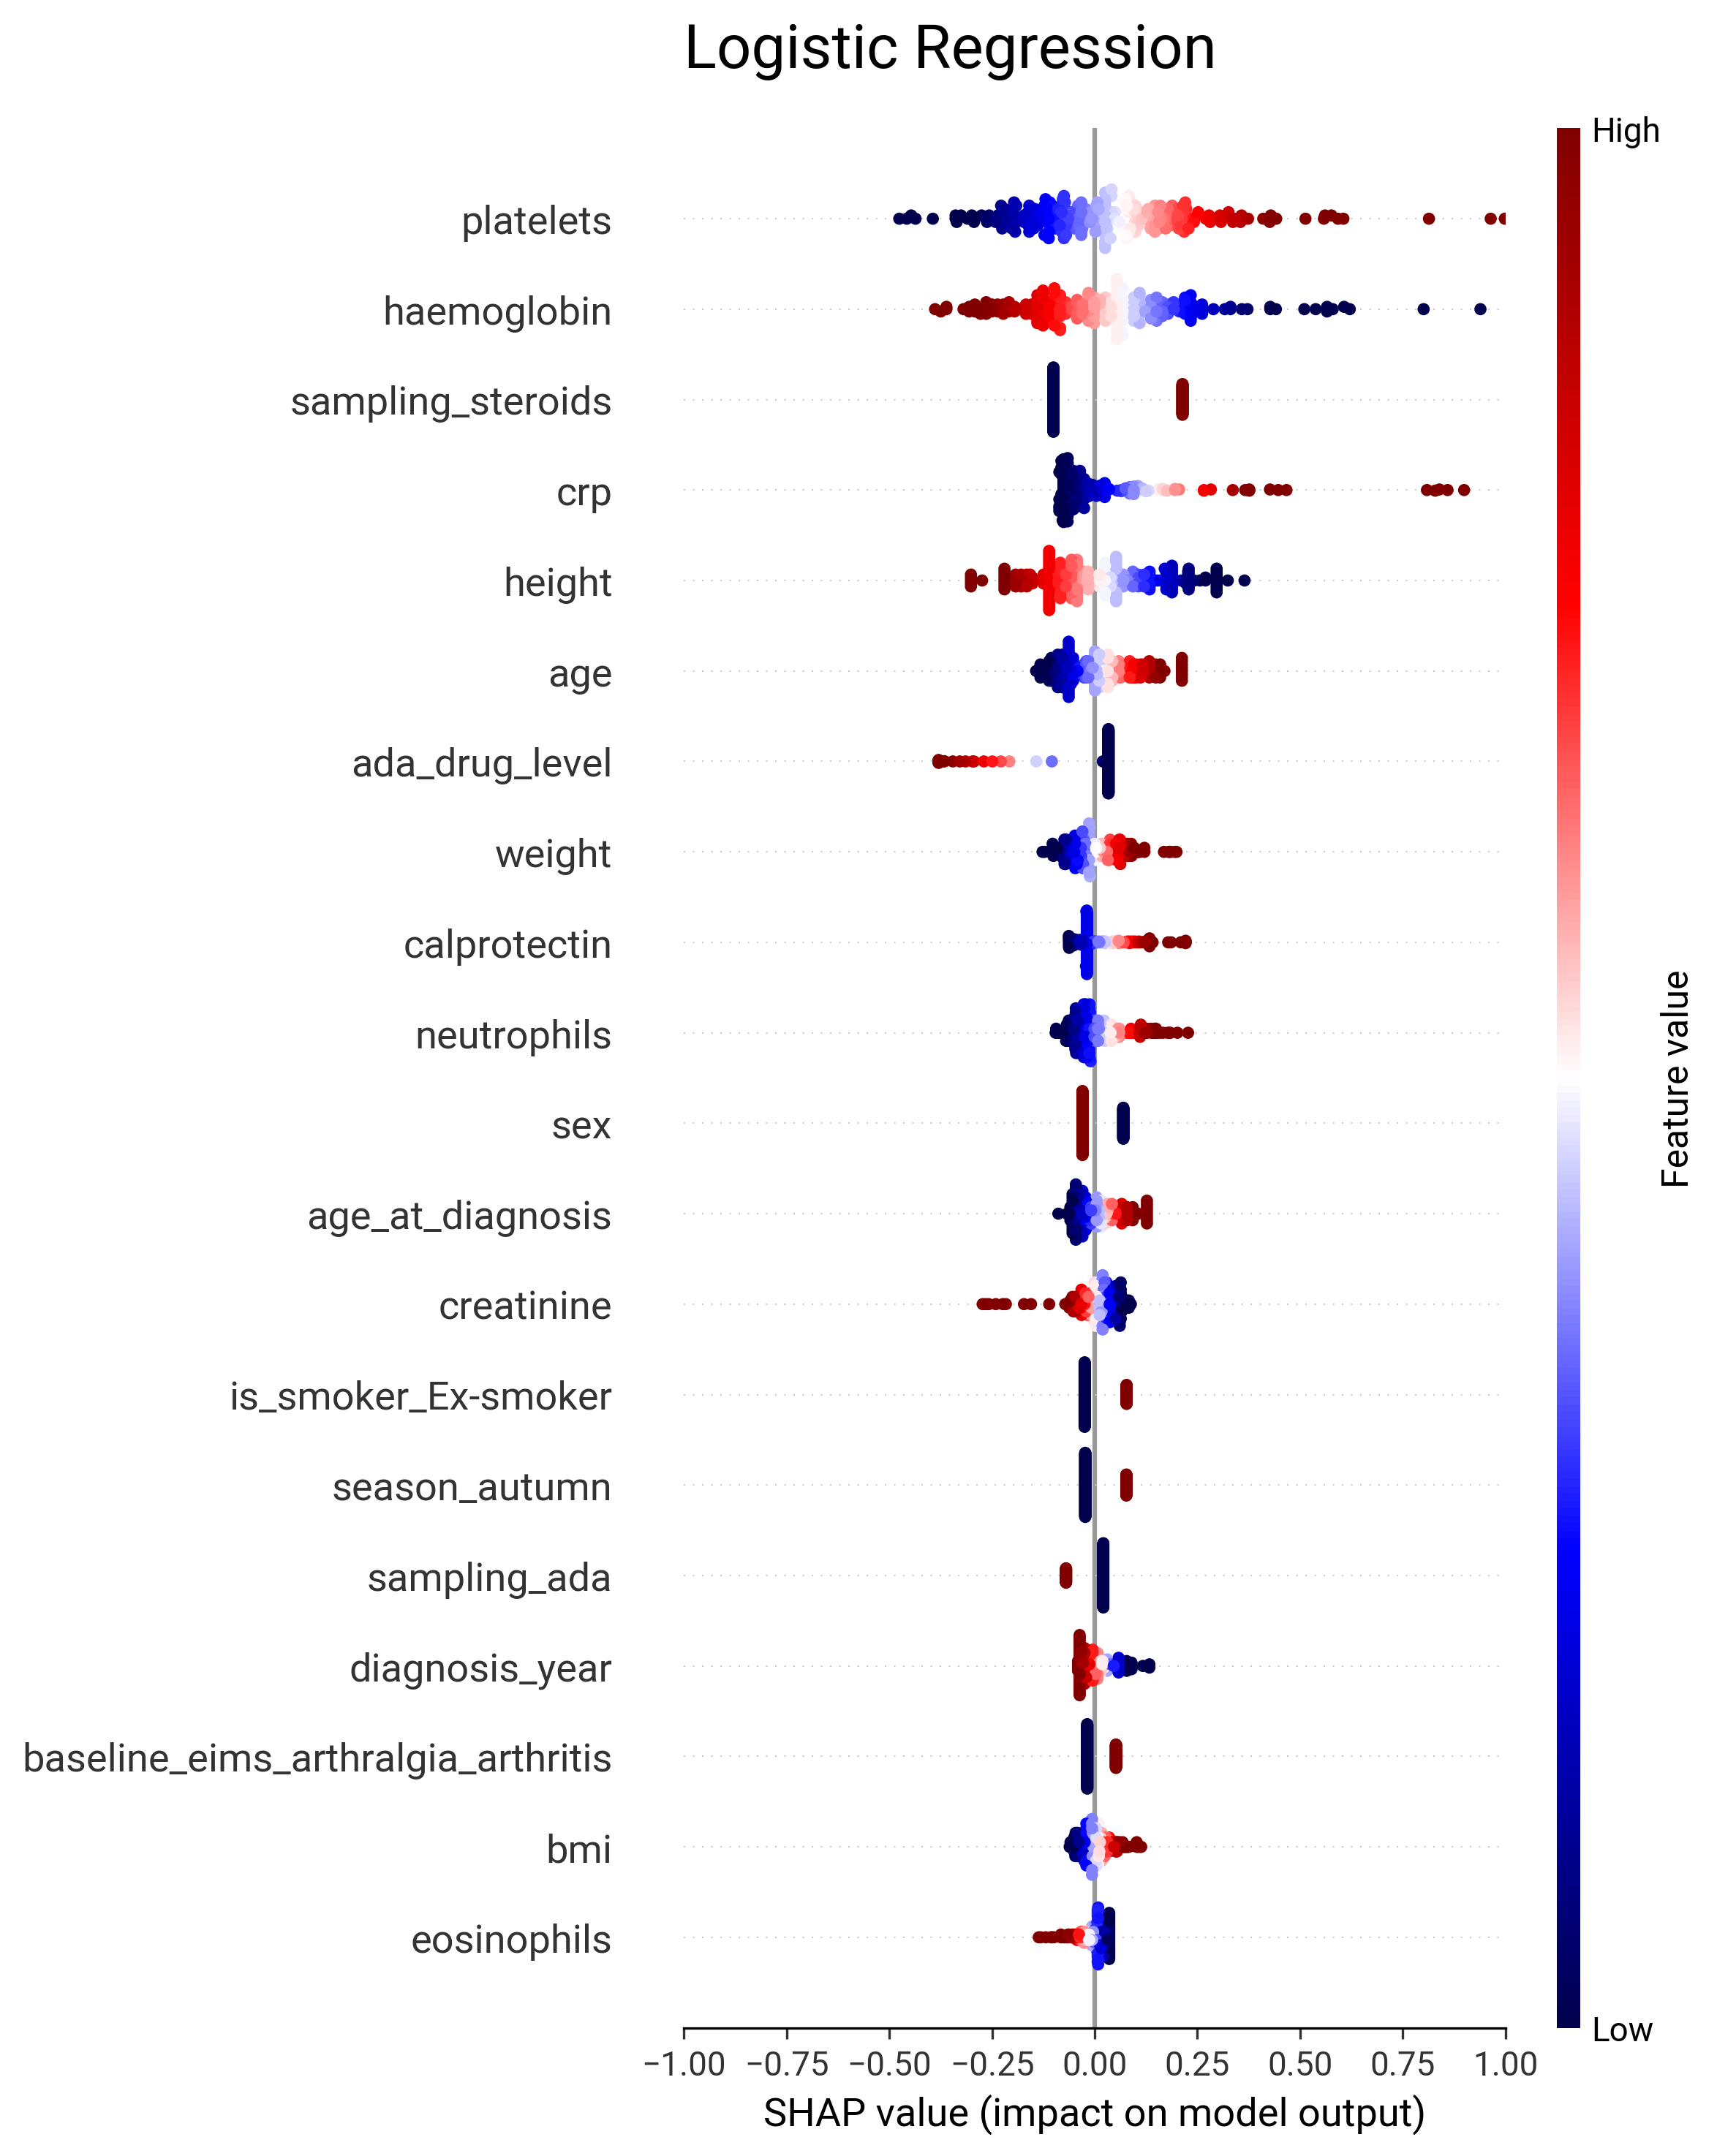 Logistic Regression
High
platelets
haemoglobin
sampling_steroids
crp
height
age
ada_drug_level
weight
calprotectin
neutrophils
sex
age_at_diagnosis
creatinine
is_smoker_Ex-smoker
season_autumn
sampling_ada
diagnosis_year
baseline_eims_arthralgia_arthritis
bmi
eosinophils
Feature value
Low
−1.00 −0.75 −0.50 −0.25 0.00 0.25 0.50 0.75 1.00
SHAP value (impact on model output)